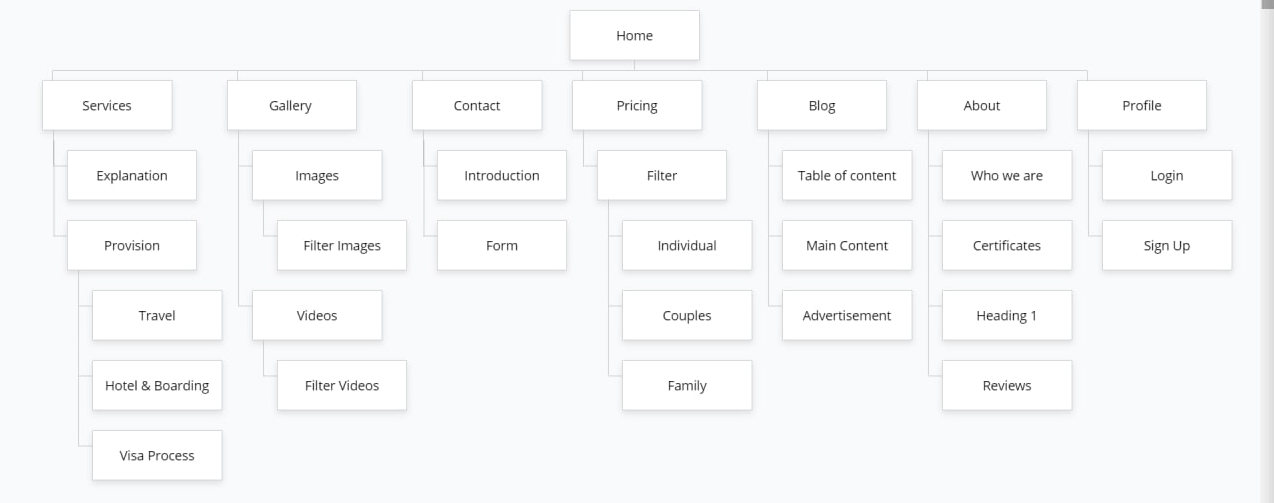 Home
Services
Gallery
Contact
Pricing
Blog
About
Profile
Explanation
Images
Introduction
Filter
Table of content
Who we are
Login
Provision
Filter Images
Form
Individual
Main Content
Certificates
Sign Up
Travel
Videos
Couples
Advertisement
Heading 1
Hotel & Boarding
Filter Videos
Family
Reviews
Visa Process